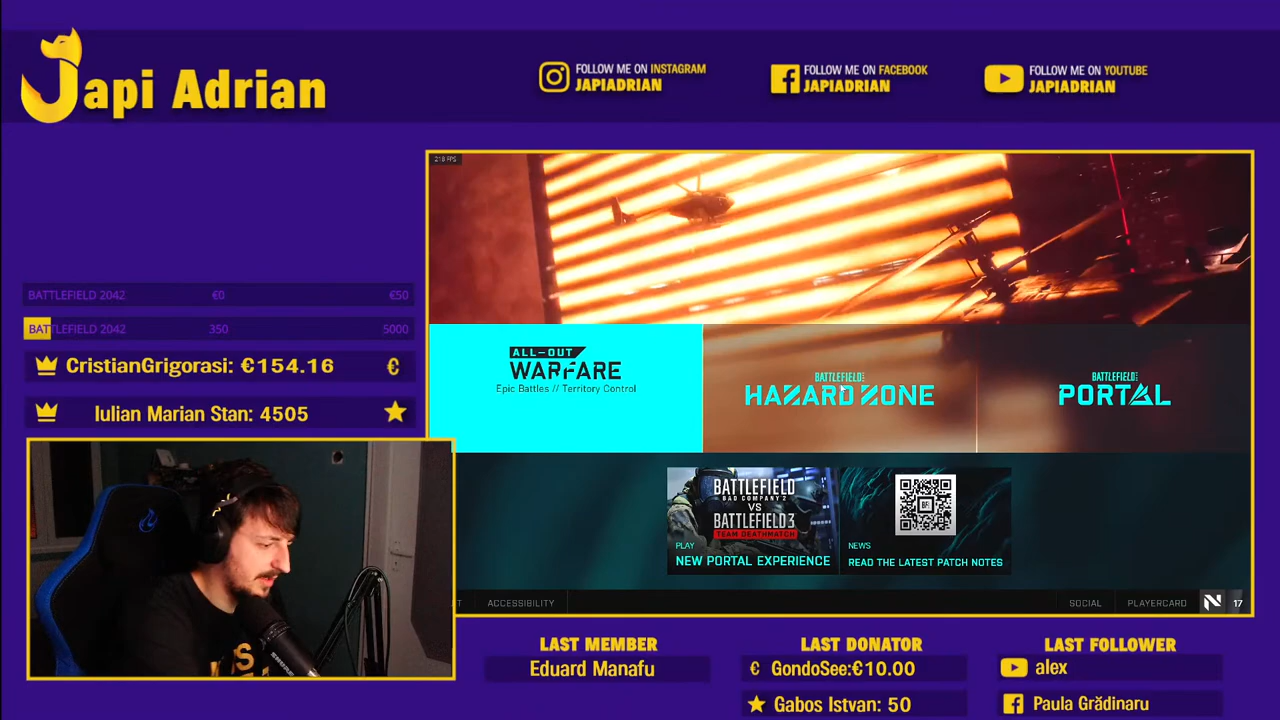 Japi Adrian
FOLLOW ME ON INSTAGRAM
JAPIADRIAN
FOLLOW ME ON FACEBOOK
JAPIADRIAN
FOLLOW ME ON YOUTUBE
JAPIADRIAN
210 FPS
BATTLEFIELD 2042 €0 €50
BATTLEFIELD 2042 350 5000
CristianGrigorasi: €154.16 €
Iulian Marian Stan: 4505
ALL-OUT
WARFARE
Epic Battles // Territory Control
BATTLEFIELD
HAZARD ZONE
BATTLEFIELD
PORTAL
BATTLEFIELD
BAD COMPANY 2
VS
BATTLEFIELD 3
TEAM DEATHMATCH
PLAY
NEW PORTAL EXPERIENCE
NEWS
READ THE LATEST PATCH NOTES
ACCESSIBILITY
SOCIAL
PLAYERCARD
17
LAST MEMBER
Eduard Manafu
LAST DONATOR
€ GondoSee:€10.00
Gabos Istvan: 50
LAST FOLLOWER
alex
Paula Grădinaru